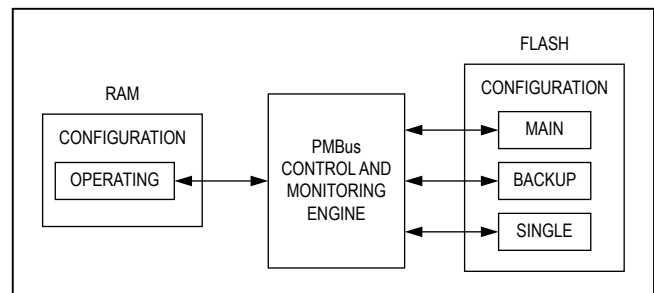 RAM
CONFIGURATION
OPERATING
PMBus
CONTROL AND
MONITORING
ENGINE
FLASH
CONFIGURATION
MAIN
BACKUP
SINGLE